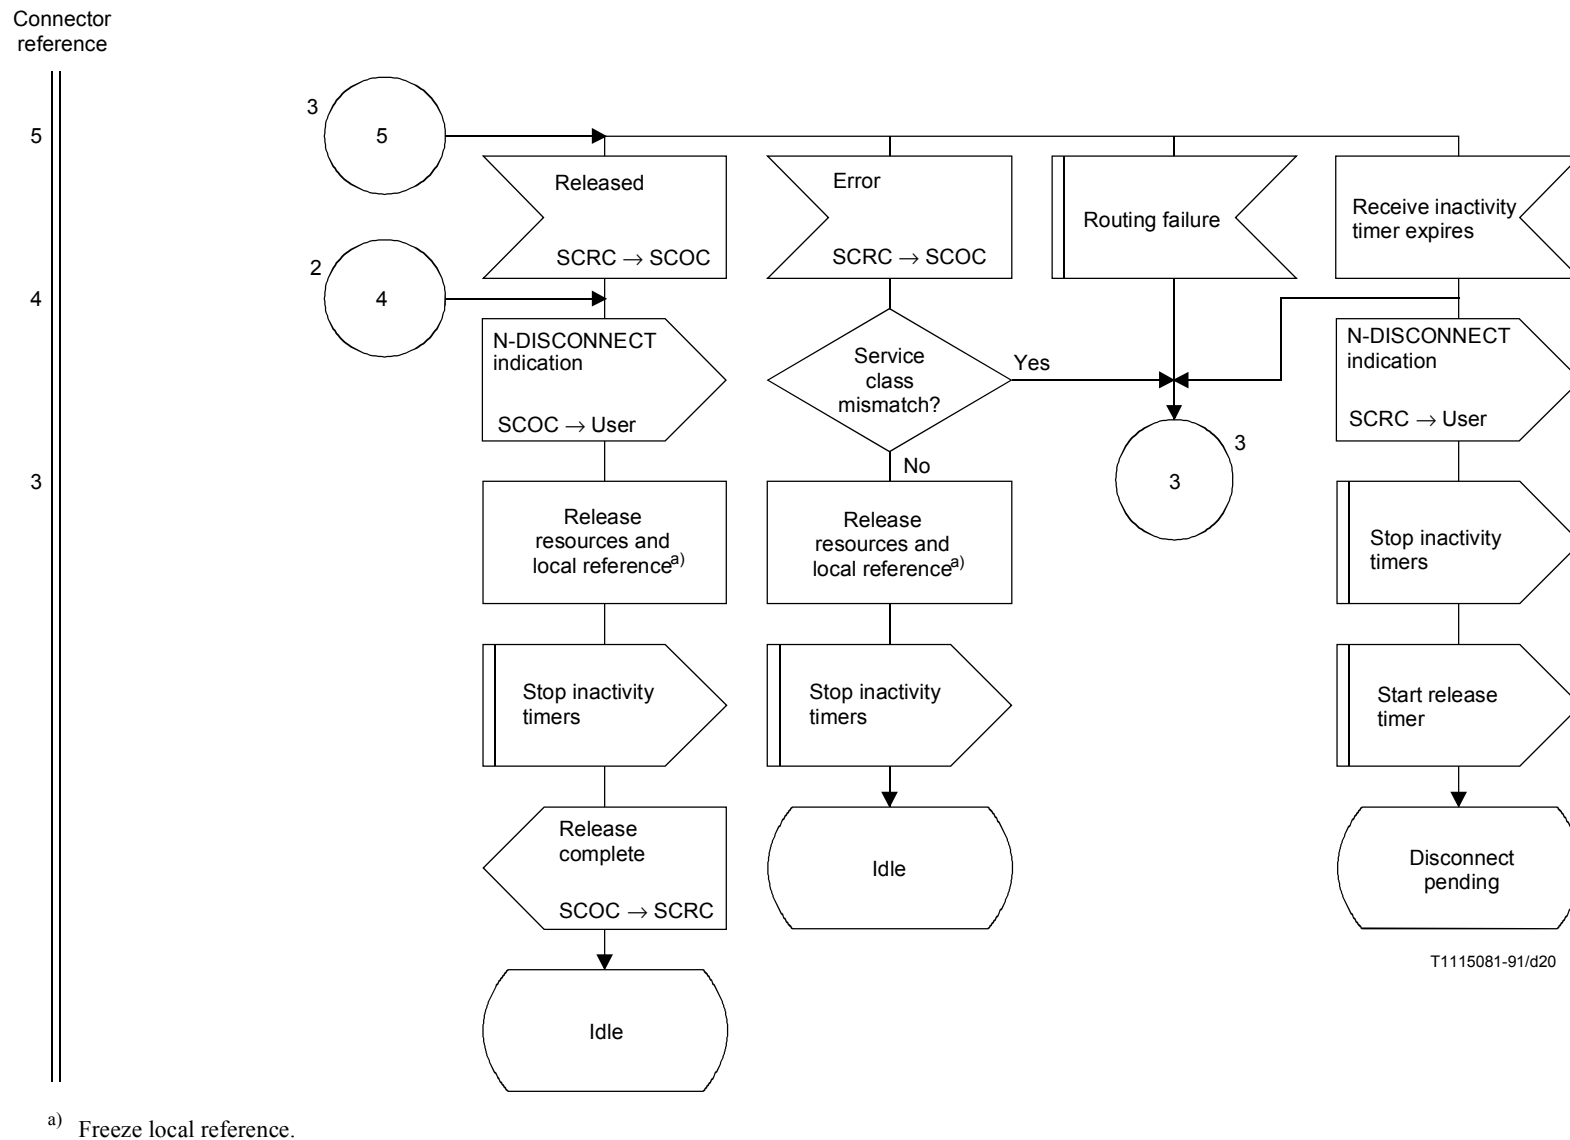 Connector
reference
3
5
5
Released
SCRC → SCOC
Error
SCRC → SCOC
Routing failure
Receive inactivity
timer expires
2
4
4
N-DISCONNECT
indication
SCOC → User
Service
class
mismatch?
Yes
No
N-DISCONNECT
indication
SCRC → User
3
3
3
Release
resources and
local reference a)
Release
resources and
local reference a)
Stop inactivity
timers
Stop inactivity
timers
Stop inactivity
timers
Start release
timer
Release
complete
SCOC → SCRC
Idle
Disconnect
pending
T1115081-91/d20
Idle
a) Freeze local reference.